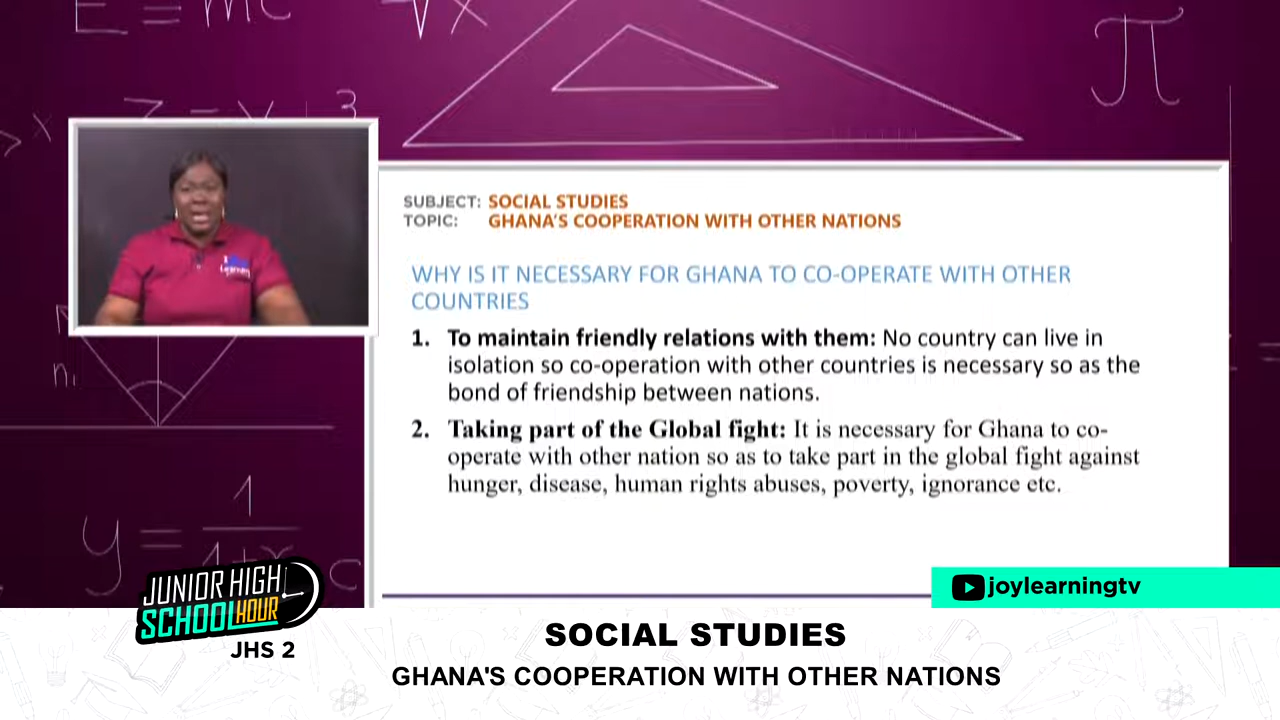 E = mc √x
π
> x z = y + 3
SUBJECT: SOCIAL STUDIES
TOPIC: GHANA'S COOPERATION WITH OTHER NATIONS
WHY IS IT NECESSARY FOR GHANA TO CO-OPERATE WITH OTHER
COUNTRIES
1. To maintain friendly relations with them: No country can live in
isolation so co-operation with other countries is necessary so as the
bond of friendship between nations.
2. Taking part of the Global fight: It is necessary for Ghana to co-
operate with other nation so as to take part in the global fight against
hunger, disease, human rights abuses, poverty, ignorance etc.
Learning
y = 1
1+x
JUNIOR HIGH
SCHOOL HOUR
JHS 2
joylearningtv
SOCIAL STUDIES
GHANA'S COOPERATION WITH OTHER NATIONS